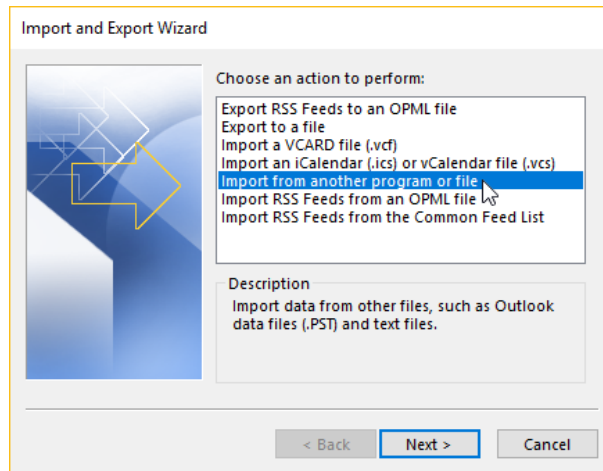 Import and Export Wizard
Choose an action to perform:
Export RSS Feeds to an OPML file
Export to a file
Import a VCARD file (.vcf)
Import an iCalendar (.ics) or vCalendar file (.vcs)
Import from another program or file
Import RSS Feeds from an OPML file
Import RSS Feeds from the Common Feed List
Description
Import data from other files, such as Outlook
data files (.PST) and text files.
< Back
Next >
Cancel